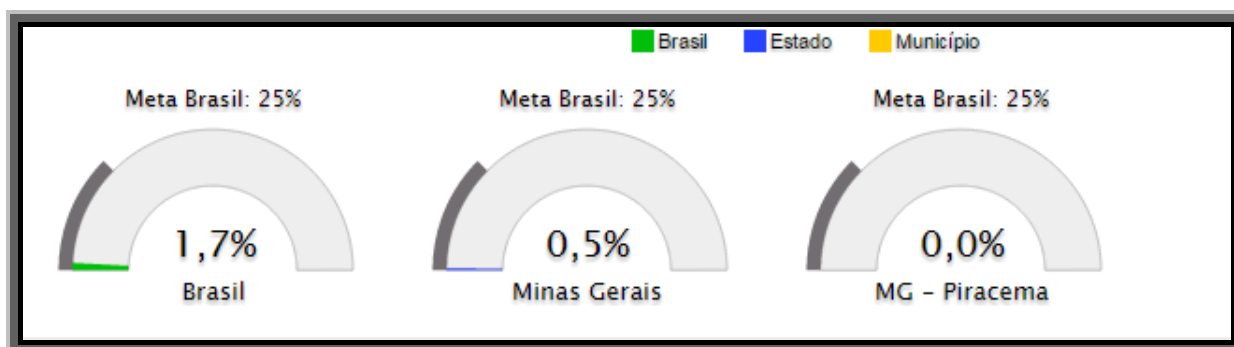 Brasil Estado Município
Meta Brasil: 25% Meta Brasil: 25% Meta Brasil: 25%
1,7% 0,5% 0,0%
Brasil Minas Gerais MG - Piracema